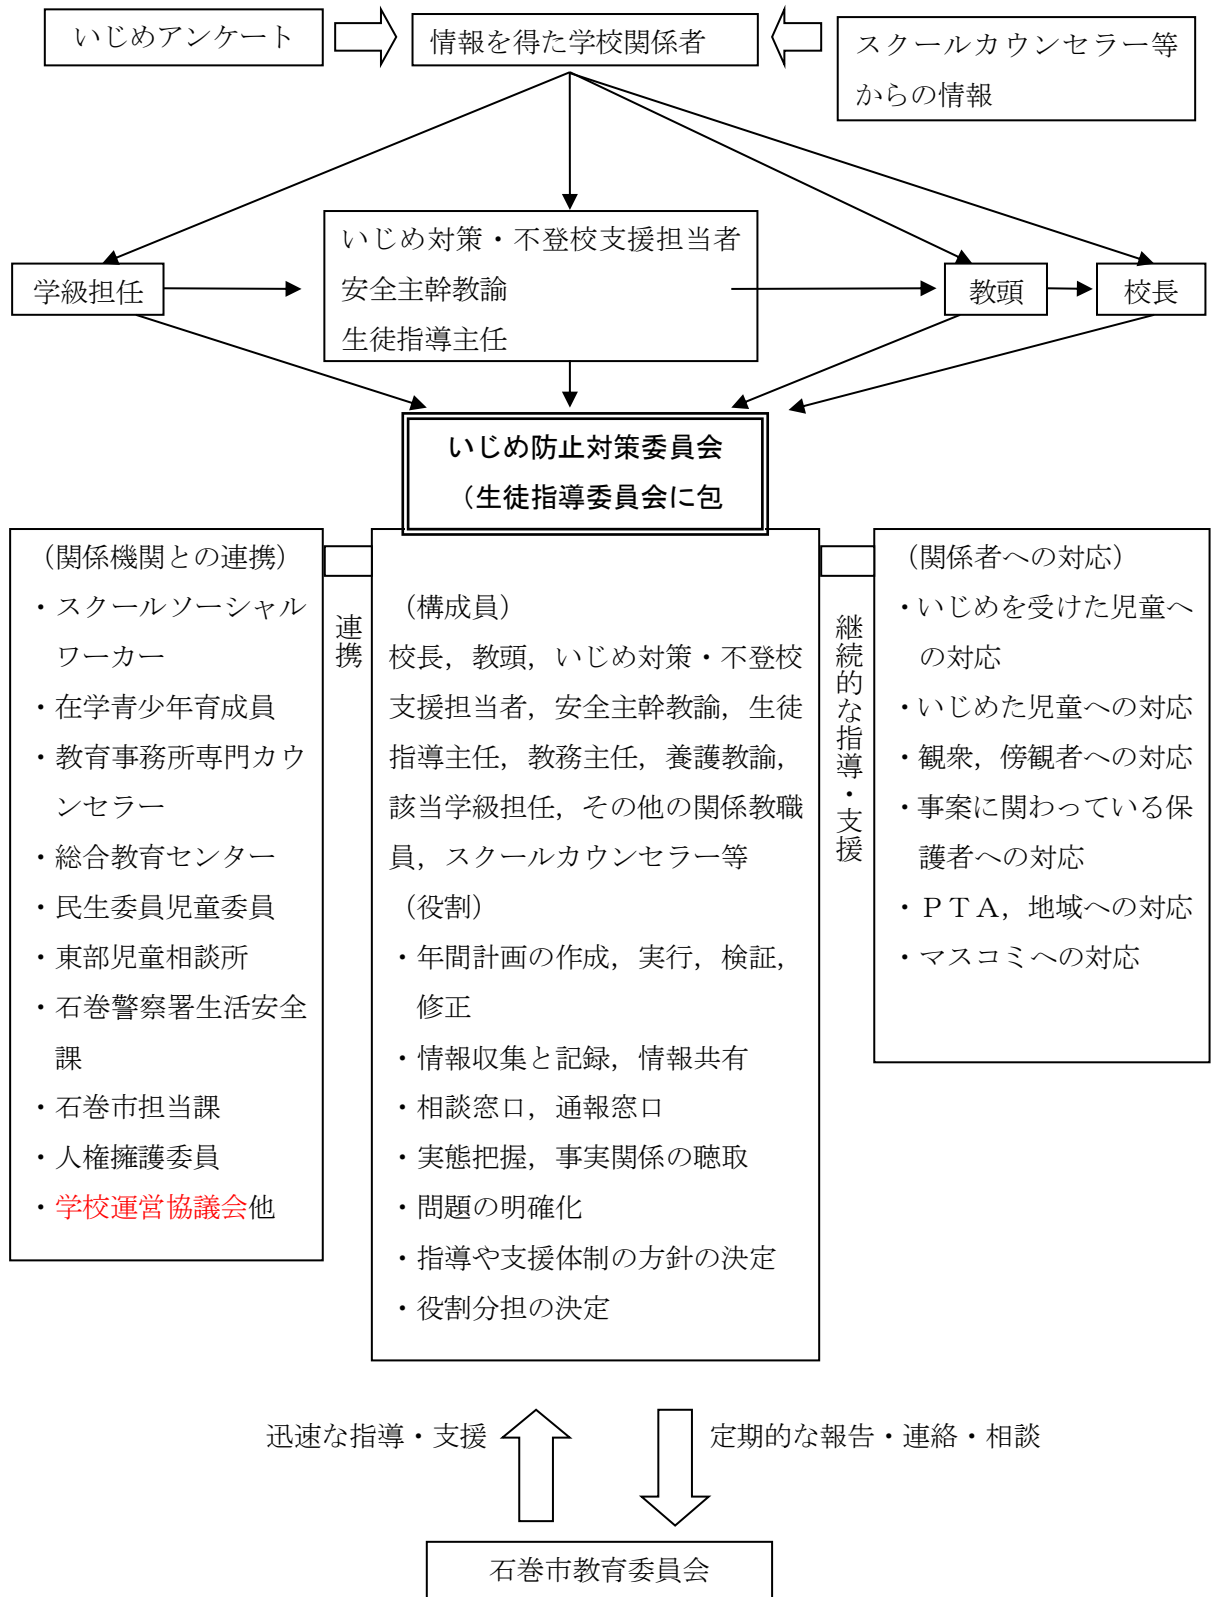 いじめアンケート
情報を得た学校関係者
スクールカウンセラー等
からの情報
学級担任
いじめ対策・不登校支援担当者
安全主幹教諭
生徒指導主任
教頭
校長
いじめ防止対策委員会
（生徒指導委員会に包
（関係機関との連携）
・スクールソーシャル
ワーカー
・在学青少年育成員
・教育事務所専門カウ
ンセラー
・総合教育センター
・民生委員児童委員
・東部児童相談所
・石巻警察署生活安全
課
・石巻市担当課
・人権擁護委員
・学校運営協議会他
連携
（構成員）
校長，教頭，いじめ対策・不登校
支援担当者，安全主幹教諭，生徒
指導主任，教務主任，養護教諭，
該当学級担任，その他の関係教職
員，スクールカウンセラー等
（役割）
・年間計画の作成，実行，検証，
修正
・情報収集と記録，情報共有
・相談窓口，通報窓口
・実態把握，事実関係の聴取
・問題の明確化
・指導や支援体制の方針の決定
・役割分担の決定
継続的な指導・支援
（関係者への対応）
・いじめを受けた児童へ
の対応
・いじめた児童への対応
・観衆，傍観者への対応
・事案に関わっている保
護者への対応
・ＰＴＡ，地域への対応
・マスコミへの対応
迅速な指導・支援
定期的な報告・連絡・相談
石巻市教育委員会